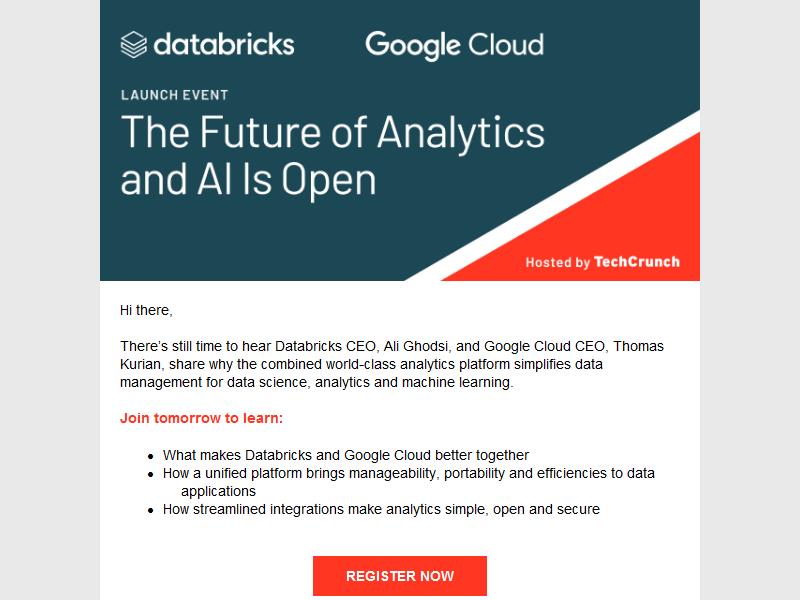 databricks Google Cloud
LAUNCH EVENT
The Future of Analytics
and AI Is Open
Hosted by TechCrunch
Hi there,
There’s still time to hear Databricks CEO, Ali Ghodsi, and Google Cloud CEO, Thomas
Kurian, share why the combined world-class analytics platform simplifies data
management for data science, analytics and machine learning.
Join tomorrow to learn:
• What makes Databricks and Google Cloud better together
• How a unified platform brings manageability, portability and efficiencies to data
applications
• How streamlined integrations make analytics simple, open and secure
REGISTER NOW